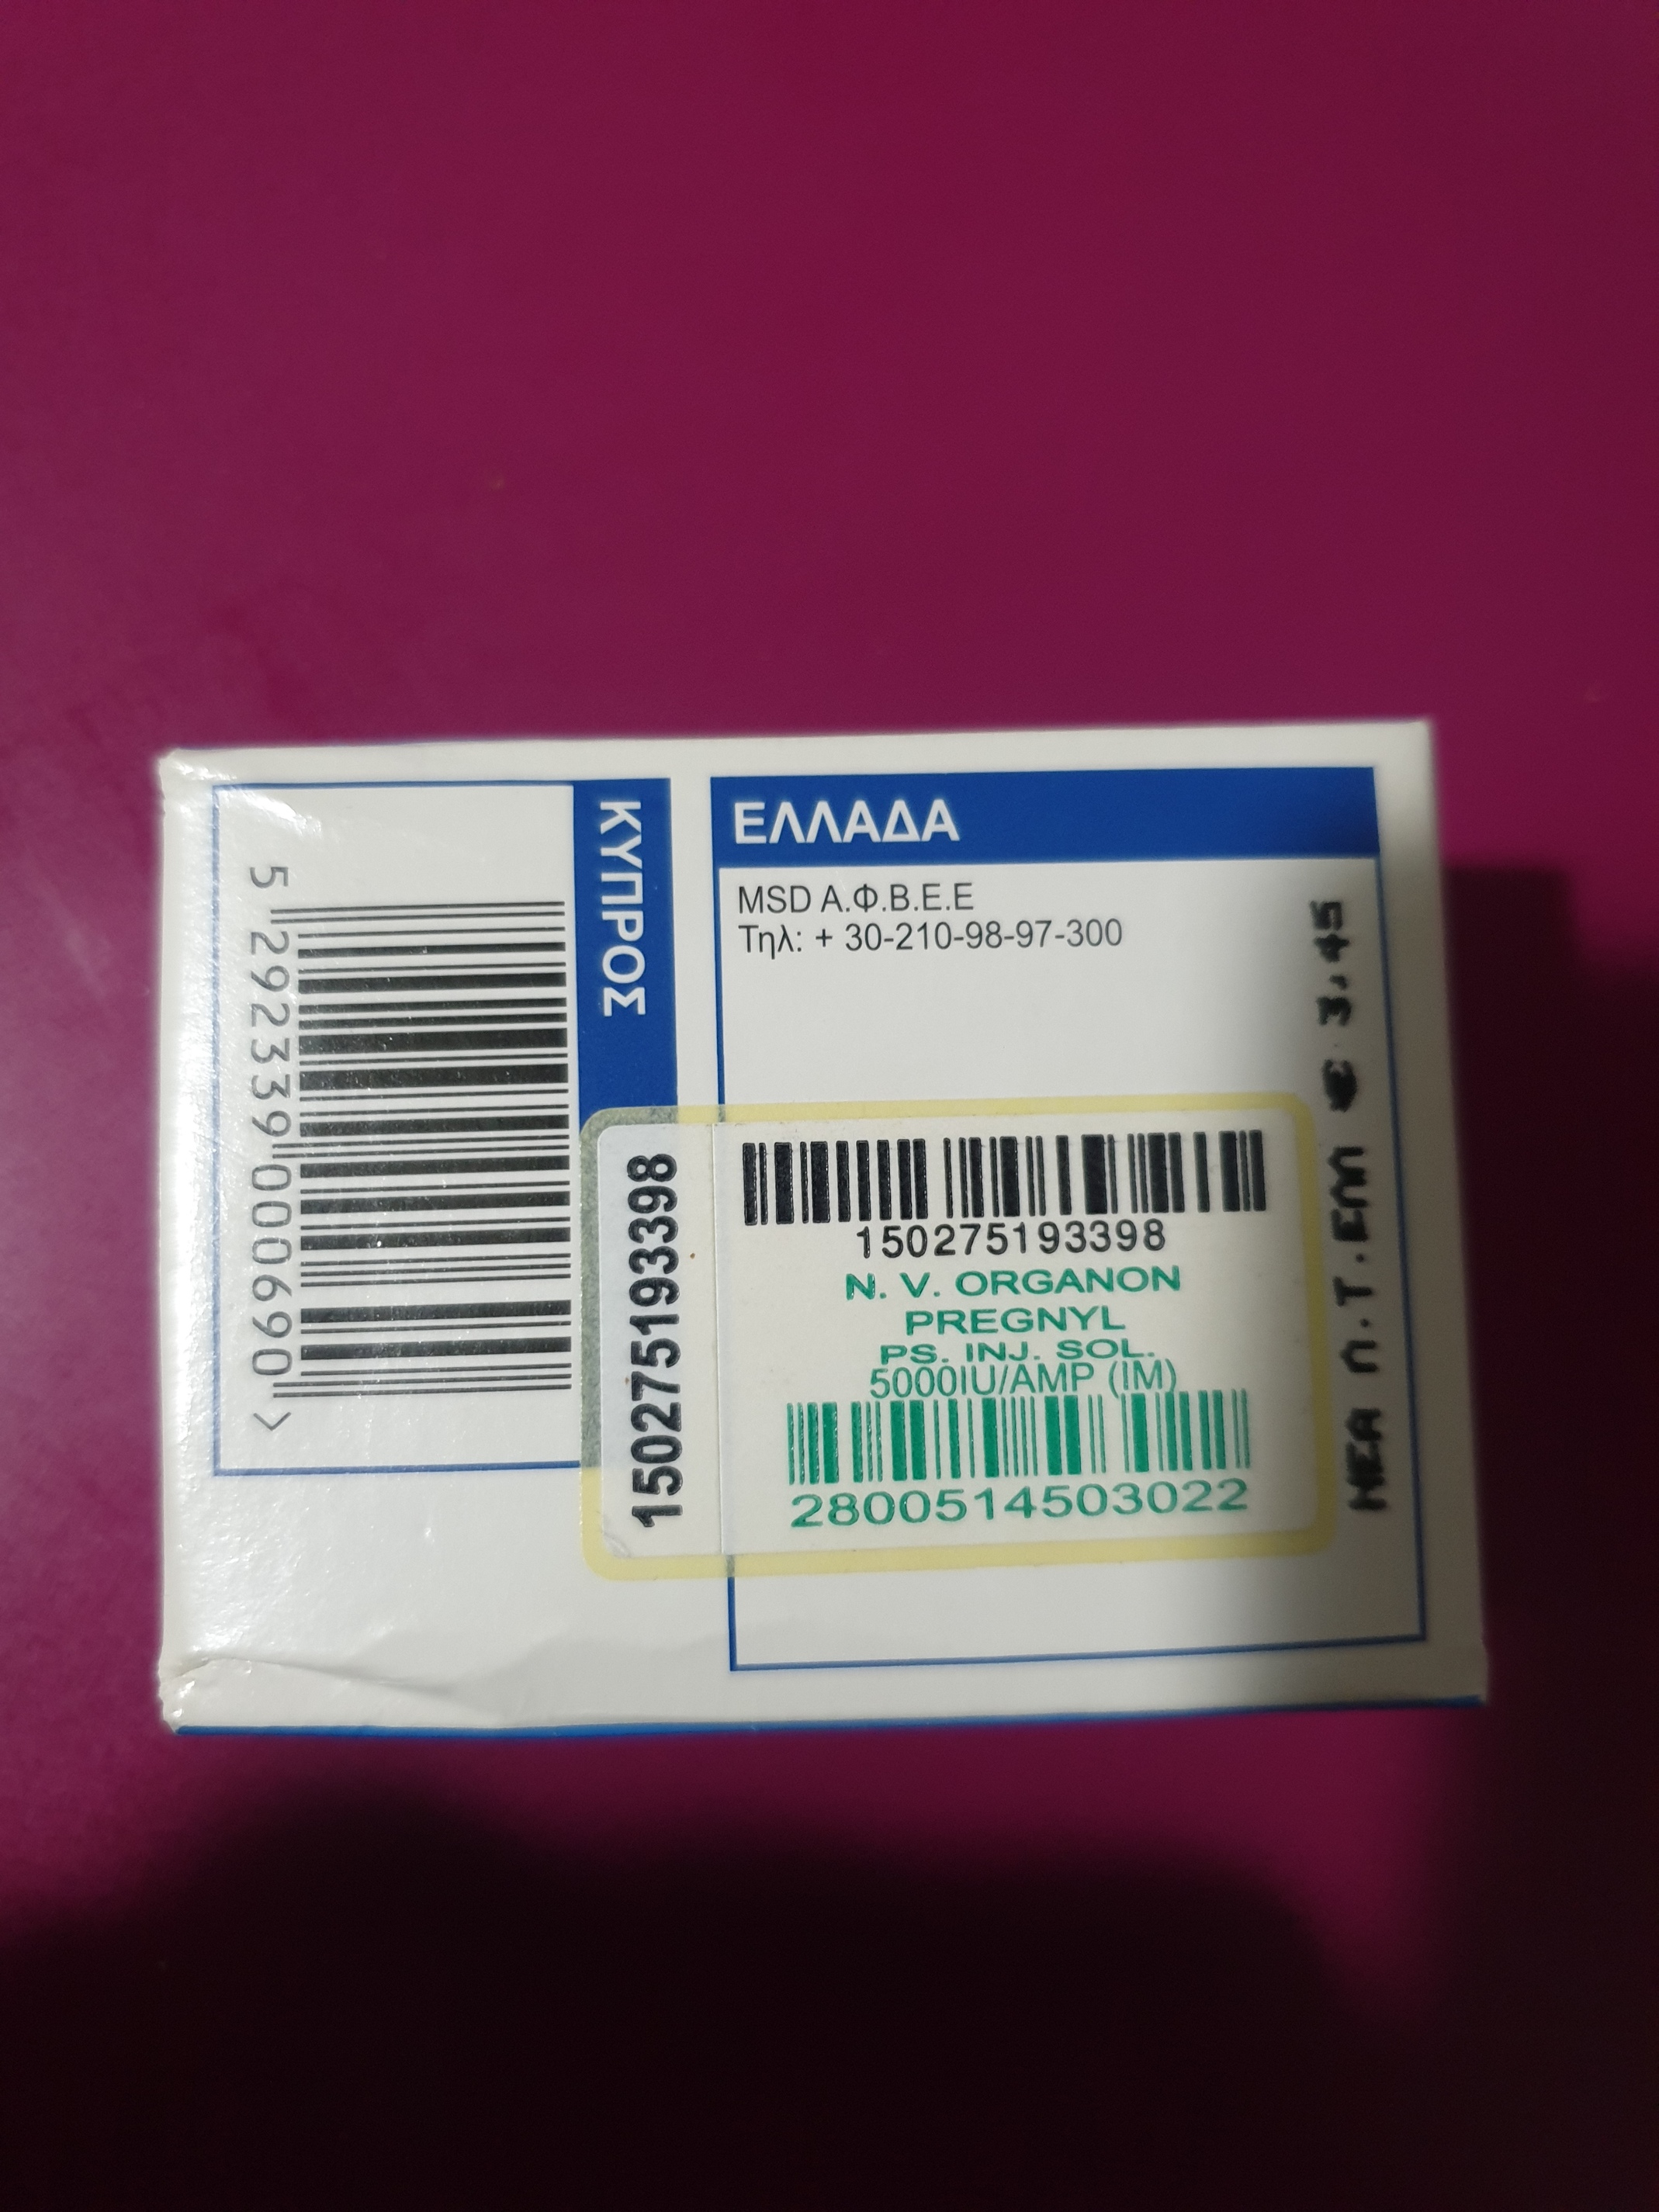 ΕΛΛΑΔΑ
MSD Α.Φ.Β.Ε.Ε
Τηλ: + 30-210-98-97-300
ΚΥΠΡΟΣ
5 292339 000690 >
150275193398
150275193398
N. V. ORGANON
PREGNYL
PS. INJ. SOL.
5000IU/AMP (IM)
2800514503022
ΝΕΑ Λ.Τ.ΕΛΛ € 3,45